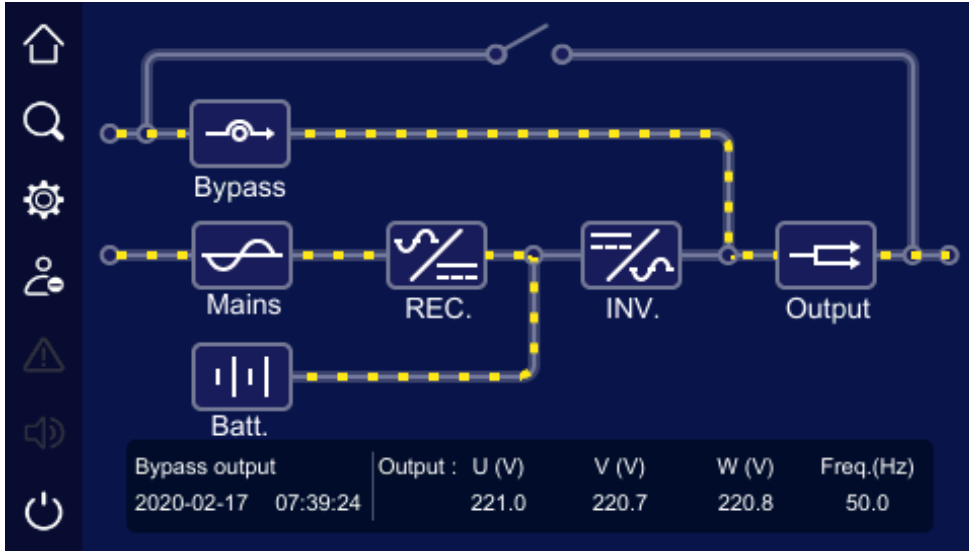 Bypass
Mains
REC.
INV.
Output
Batt.
Bypass output
2020-02-17 07:39:24
Output : U (V) V (V) W (V) Freq.(Hz)
221.0 220.7 220.8 50.0